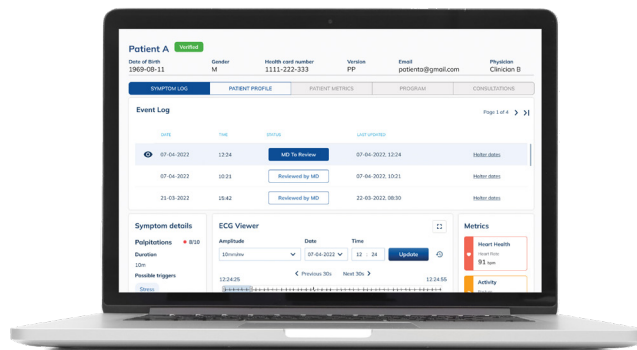 Patient A Verified
Date of Birth Gender Health card number Version Email Physician
1969-08-11 M 1111-222-333 PP patienta@gmail.com Clinician B
SYMPTOM LOG PATIENT PROFILE PATIENT METRICS PROGRAM CONSULTATIONS
Event Log Page 1 of 4
DATE TIME STATUS LAST UPDATED
07-04-2022 12:24 MD To Review 07-04-2022, 12:24 Holter dates
07-04-2022 10:21 Reviewed by MD 07-04-2022, 10:21 Holter dates
21-03-2022 15:42 Reviewed by MD 22-03-2022, 08:30 Holter dates
Symptom details ECG Viewer Metrics
Palpitations 8/10 Amplitude Date Time Heart Health
Duration 10mm/mv 07-04-2022 12 : 24 Update Heart Rate
10m 91 bpm
Possible triggers Previous 30s Next 30s
Stress 12:24:25 12:24:55 Activity